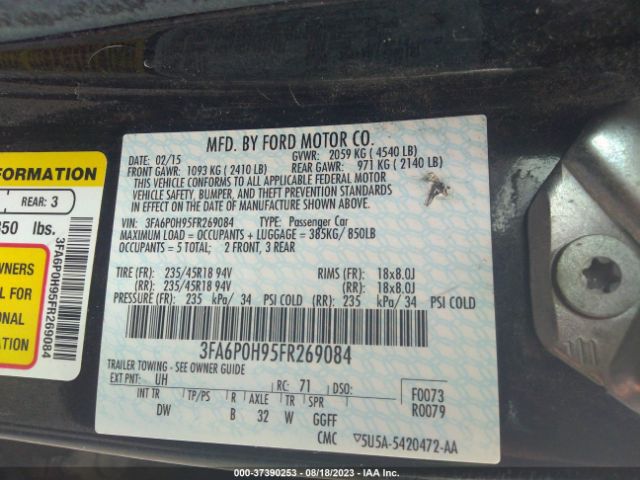 MFD. BY FORD MOTOR CO.
DATE: 02/15 GVWR: 2059 KG ( 4540 LB)
FRONT GAWR: 1093 KG ( 2410 LB) REAR GAWR: 971 KG ( 2140 LB)
THIS VEHICLE CONFORMS TO ALL APPLICABLE FEDERAL MOTOR
VEHICLE SAFETY, BUMPER, AND THEFT PREVENTION STANDARDS
IN EFFECT ON THE DATE OF MANUFACTURE SHOWN ABOVE.
VIN: 3FA6P0H95FR269084 TYPE: Passenger Car
MAXIMUM LOAD = OCCUPANTS + LUGGAGE = 385KG/ 850LB
OCCUPANTS = 5 TOTAL; 2 FRONT, 3 REAR
TIRE (FR): 235/45R18 94V RIMS (FR): 18x8.0J
(RR): 235/45R18 94V (RR): 18x8.0J
PRESSURE (FR): 235 kPa/ 34 PSI COLD (RR): 235 kPa/ 34 PSI COLD
3FA6P0H95FR269084
TRAILER TOWING - SEE OWNER GUIDE
EXT PNT: UH RC: 71 DSO: F0073
INT TR TP/PS R AXLE TR SPR R0079
DW B 32 W GGFF
CMC 5U5A-5420472-AA
FORMATION
REAR: 3
850 lbs.
WNERS
L FOR
ONAL
ON
3FA6P0H95FR269084
000-37390253 - 08/18/2023 - IAAI.com